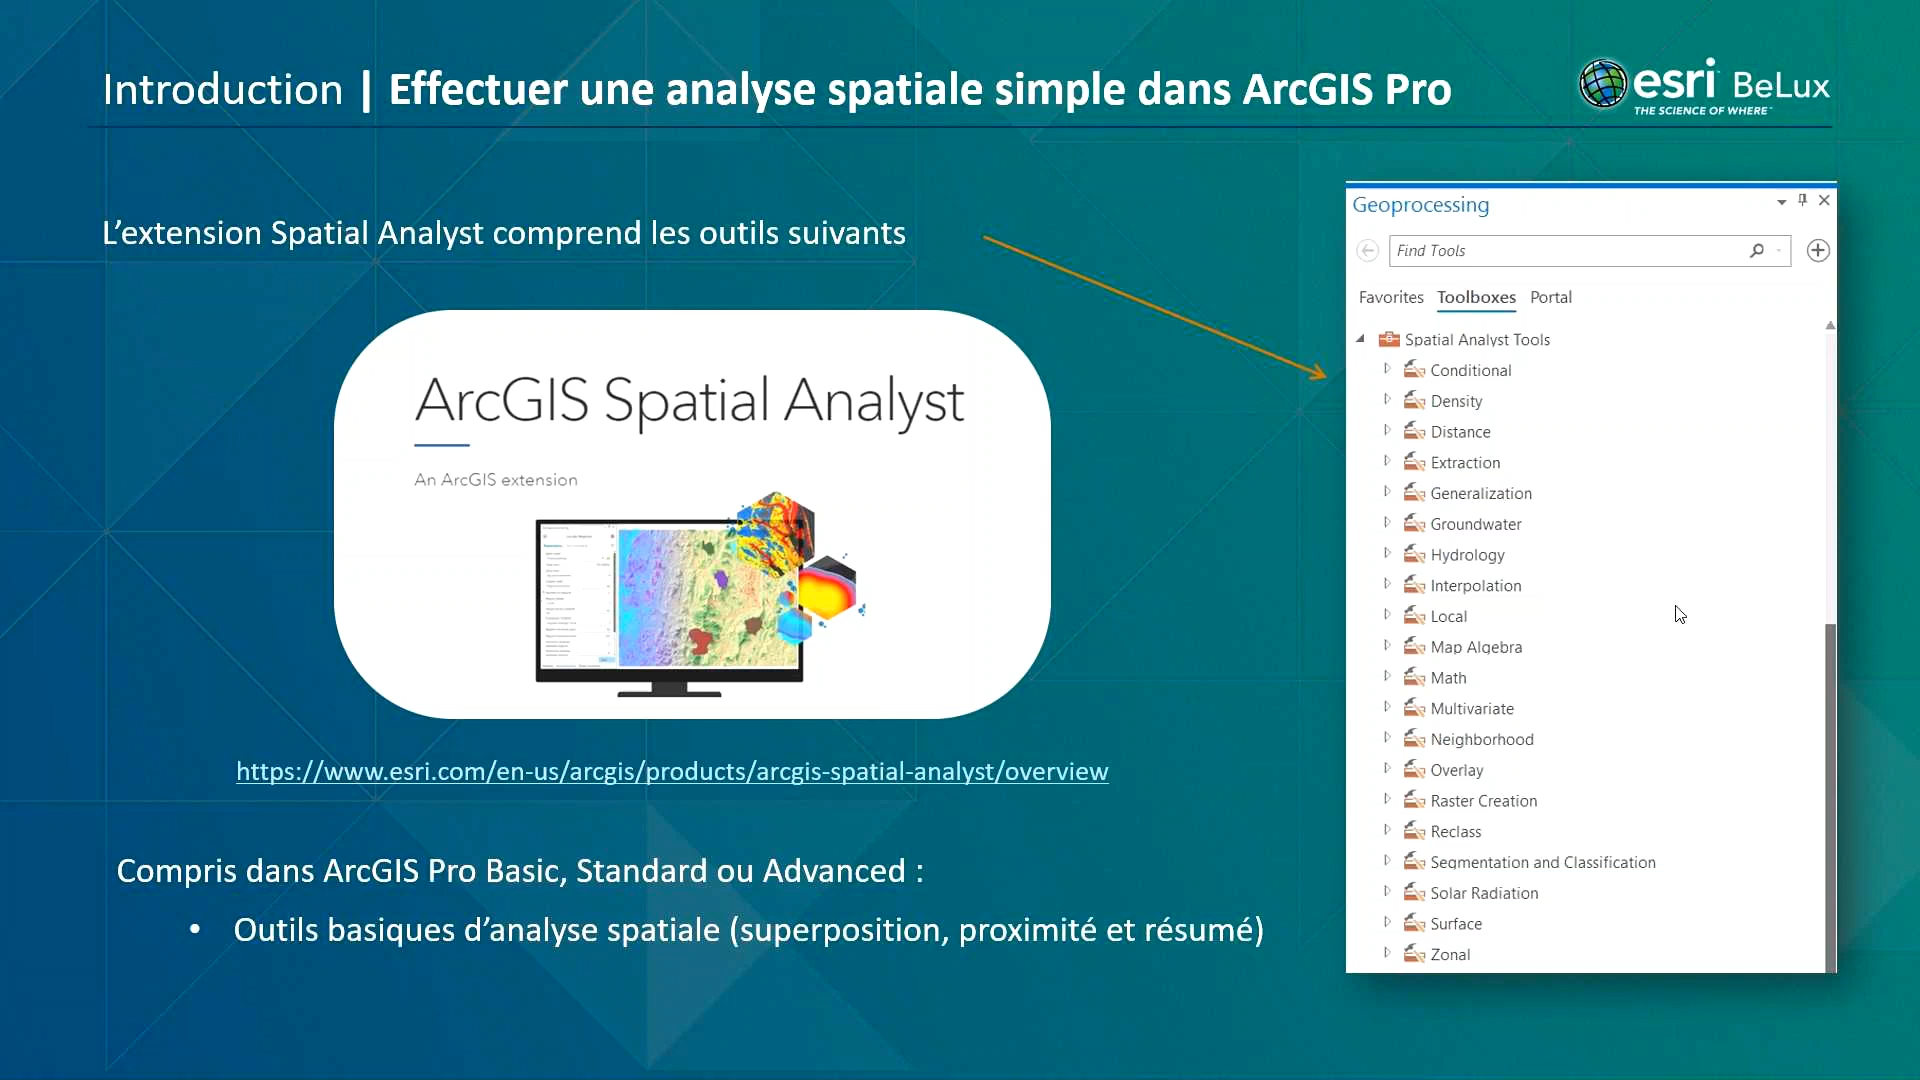 Introduction | Effectuer une analyse spatiale simple dans ArcGIS Pro
esri BeLux
THE SCIENCE OF WHERE
L'extension Spatial Analyst comprend les outils suivants
ArcGIS Spatial Analyst
An ArcGIS extension
https://www.esri.com/en-us/arcgis/products/arcgis-spatial-analyst/overview
Compris dans ArcGIS Pro Basic, Standard ou Advanced :
• Outils basiques d'analyse spatiale (superposition, proximité et résumé)
Geoprocessing
Find Tools
Favorites Toolboxes Portal
Spatial Analyst Tools
Conditional
Density
Distance
Extraction
Generalization
Groundwater
Hydrology
Interpolation
Local
Map Algebra
Math
Multivariate
Neighborhood
Overlay
Raster Creation
Reclass
Segmentation and Classification
Solar Radiation
Surface
Zonal